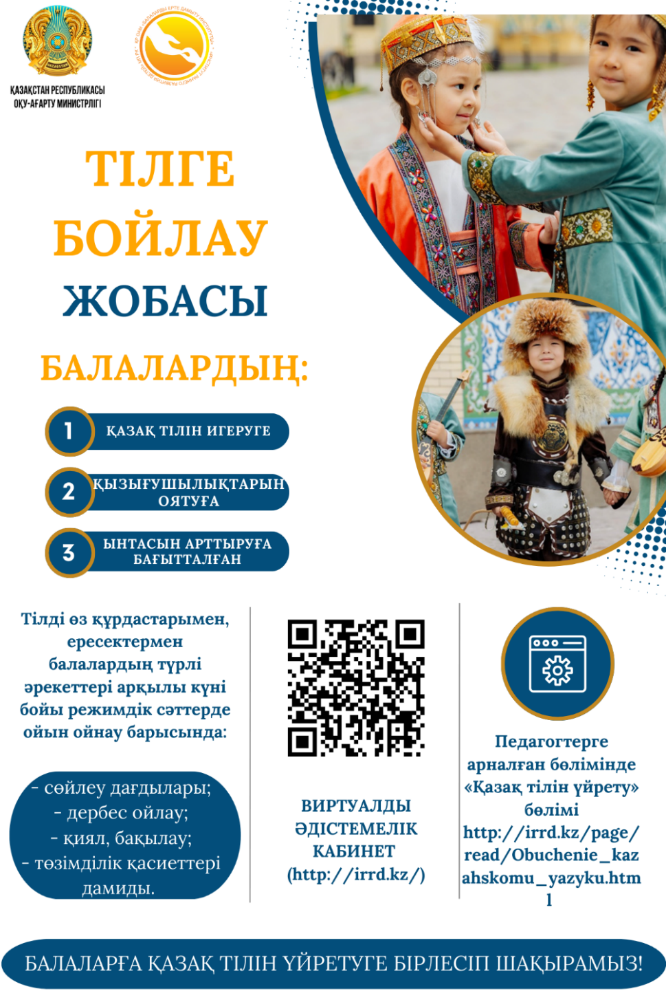 ҚАЗАҚСТАН РЕСПУБЛИКАСЫ
ОҚУ-АҒАРТУ МИНИСТРЛІГІ
ТІЛГЕ
БОЙЛАУ
ЖОБАСЫ
БАЛАЛАРДЫҢ:
1 ҚАЗАҚ ТІЛІН ИГЕРУГЕ
2 ҚЫЗЫҒУШЫЛЫҚТАРЫН
ОЯТУҒА
3 ЫНТАСЫН АРТТЫРУҒА
БАҒЫТТАЛҒАН
Тілді өз құрдастарымен,
ересектермен
балалардың түрлі
әрекеттері арқылы күні
бойы режимдік сәттерде
ойын ойнау барысында:
- сөйлеу дағдылары;
- дербес ойлау;
- қиял, бақылау;
- төзімділік қасиеттері
дамиды.
ВИРТУАЛДЫ
ӘДІСТЕМЕЛІК
КАБИНЕТ
(http://irrd.kz/)
Педагогтерге
арналған бөлімінде
«Қазақ тілін үйрету»
бөлімі
http://irrd.kz/page/
read/Obuchenie_kaz
ahskomu_yazyku.htm
l
БАЛАЛАРҒА ҚАЗАҚ ТІЛІН ҮЙРЕТУГЕ БІРЛЕСІП ШАҚЫРАМЫЗ!